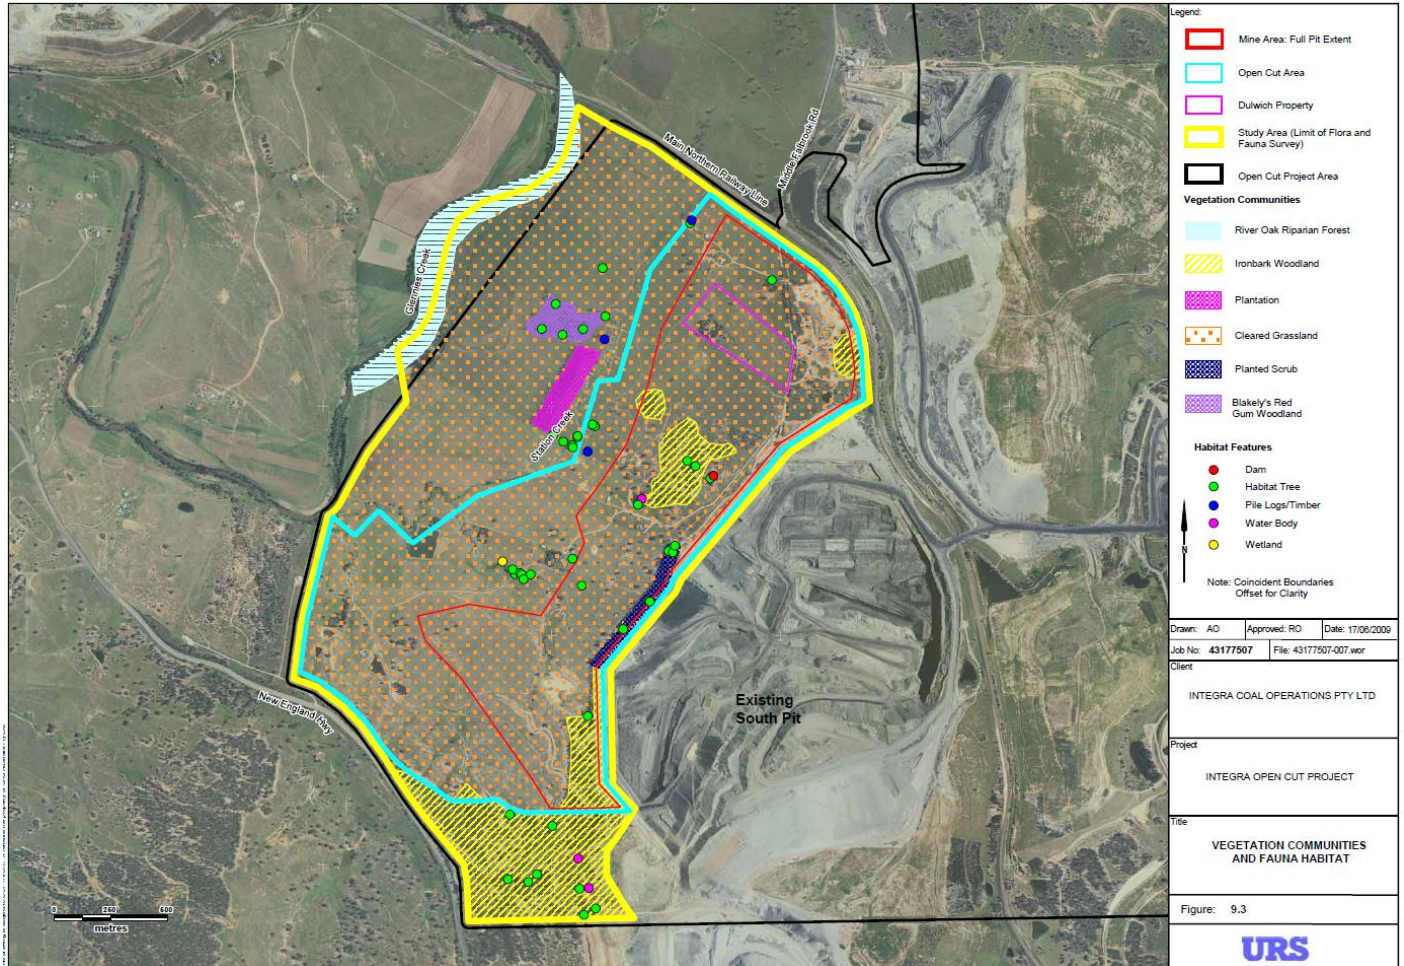 Main Northern Railway Line
Middle Falbrook Rd
Glennies Creek
Station Creek
New England Hwy
Existing
South Pit
0 250 500
metres
Legend:
Mine Area: Full Pit Extent
Open Cut Area
Dulwich Property
Study Area (Limit of Flora and
Fauna Survey)
Open Cut Project Area
Vegetation Communities
River Oak Riparian Forest
Ironbark Woodland
Plantation
Cleared Grassland
Planted Scrub
Blakely's Red
Gum Woodland
Habitat Features
Dam
Habitat Tree
Pile Logs/Timber
Water Body
Wetland
N
Note: Coincident Boundaries
Offset for Clarity
Drawn: AO Approved: RO Date: 17/06/2009
Job No: 43177507 File: 43177507-007.wor
Client
INTEGRA COAL OPERATIONS PTY LTD
Project
INTEGRA OPEN CUT PROJECT
Title
VEGETATION COMMUNITIES
AND FAUNA HABITAT
Figure: 9.3
URS